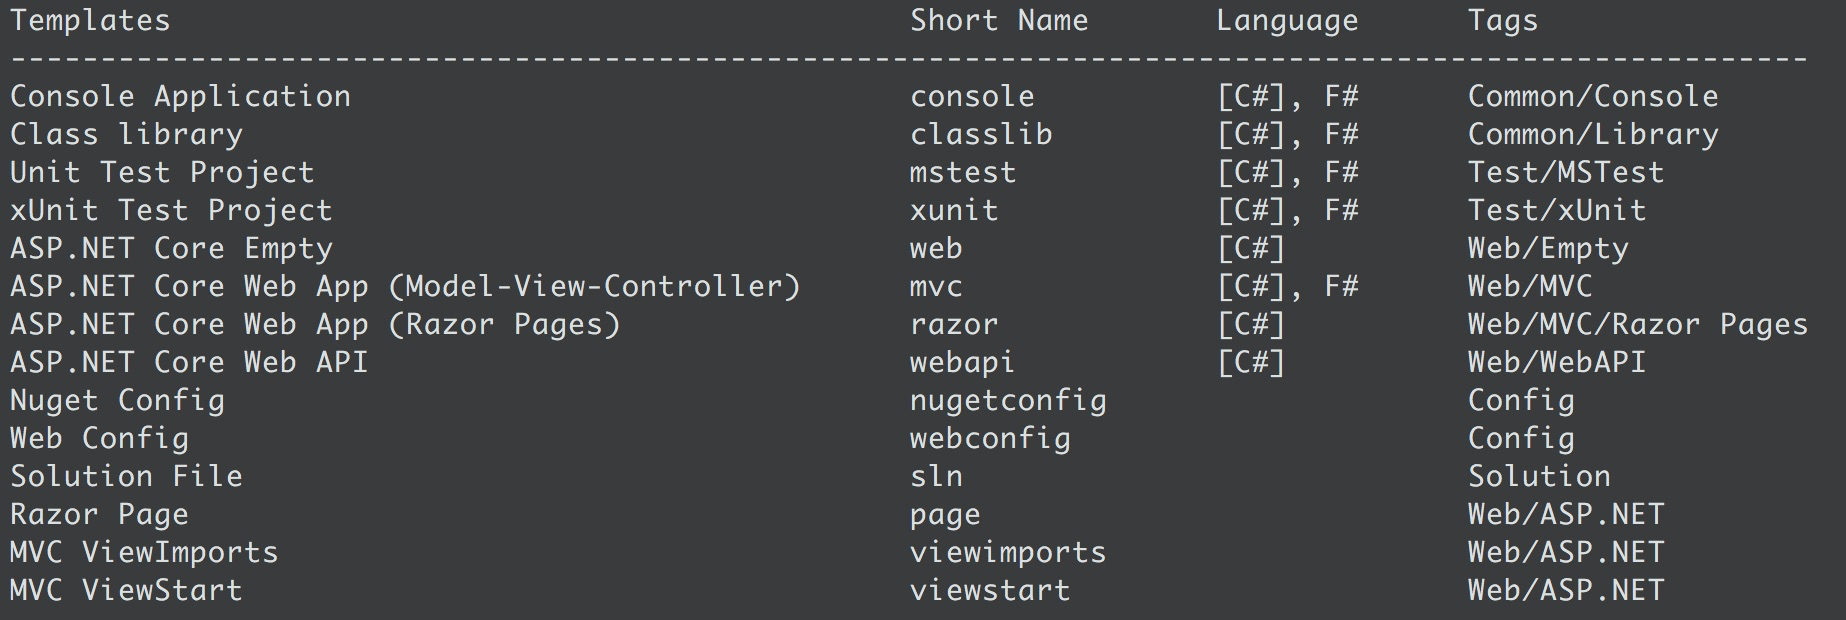 Templates Short Name Language Tags
----------------------------------------------------------------------------------------------------
Console Application console [C#], F# Common/Console
Class library classlib [C#], F# Common/Library
Unit Test Project mstest [C#], F# Test/MSTest
xUnit Test Project xunit [C#], F# Test/xUnit
ASP.NET Core Empty web [C#] Web/Empty
ASP.NET Core Web App (Model-View-Controller) mvc [C#], F# Web/MVC
ASP.NET Core Web App (Razor Pages) razor [C#] Web/MVC/Razor Pages
ASP.NET Core Web API webapi [C#] Web/WebAPI
Nuget Config nugetconfig Config
Web Config webconfig Config
Solution File sln Solution
Razor Page page Web/ASP.NET
MVC ViewImports viewimports Web/ASP.NET
MVC ViewStart viewstart Web/ASP.NET